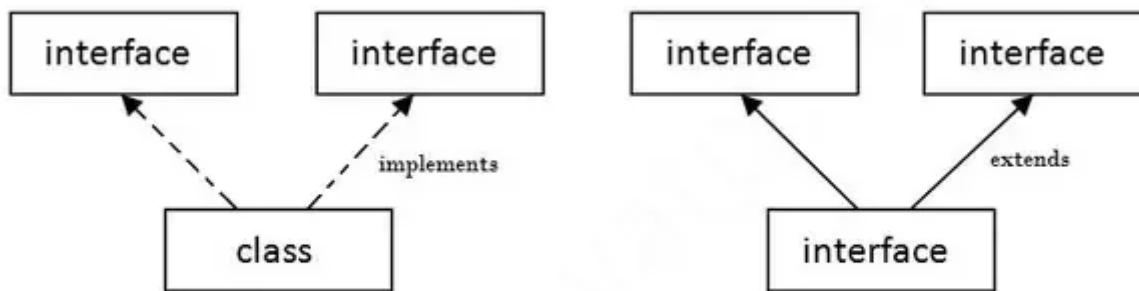 interface interface interface interface
implements extends
class interface